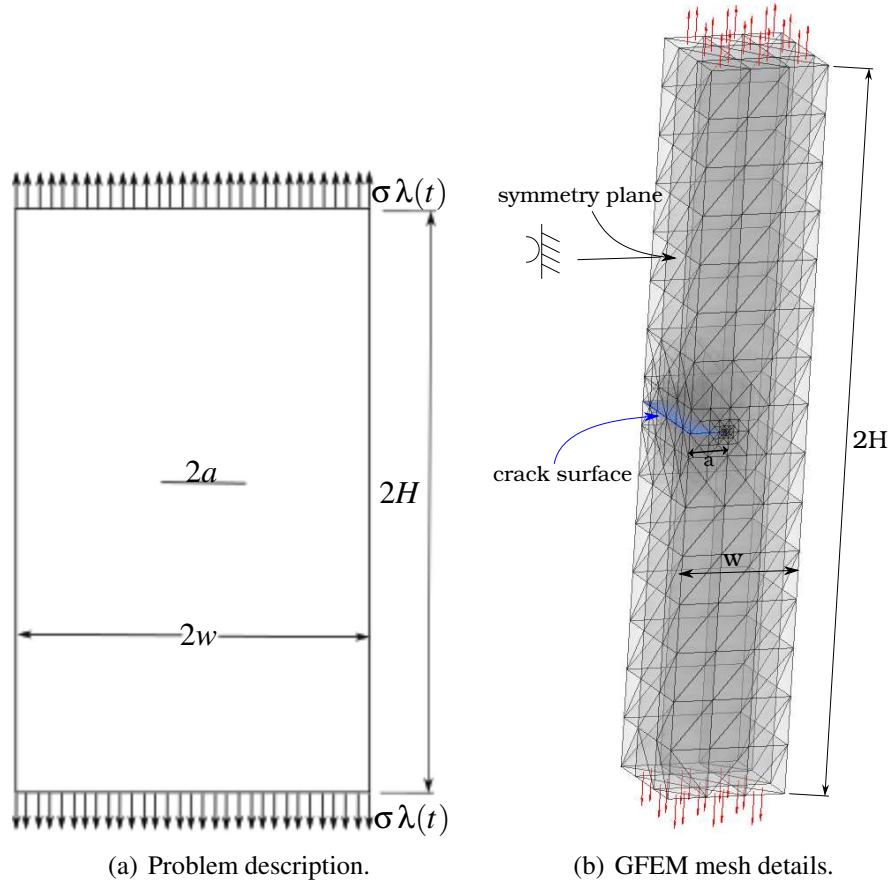 σλ(t)
2a
2H
2w
σλ(t)
(a) Problem description.
symmetry plane
crack surface
a
w
2H
(b) GFEM mesh details.